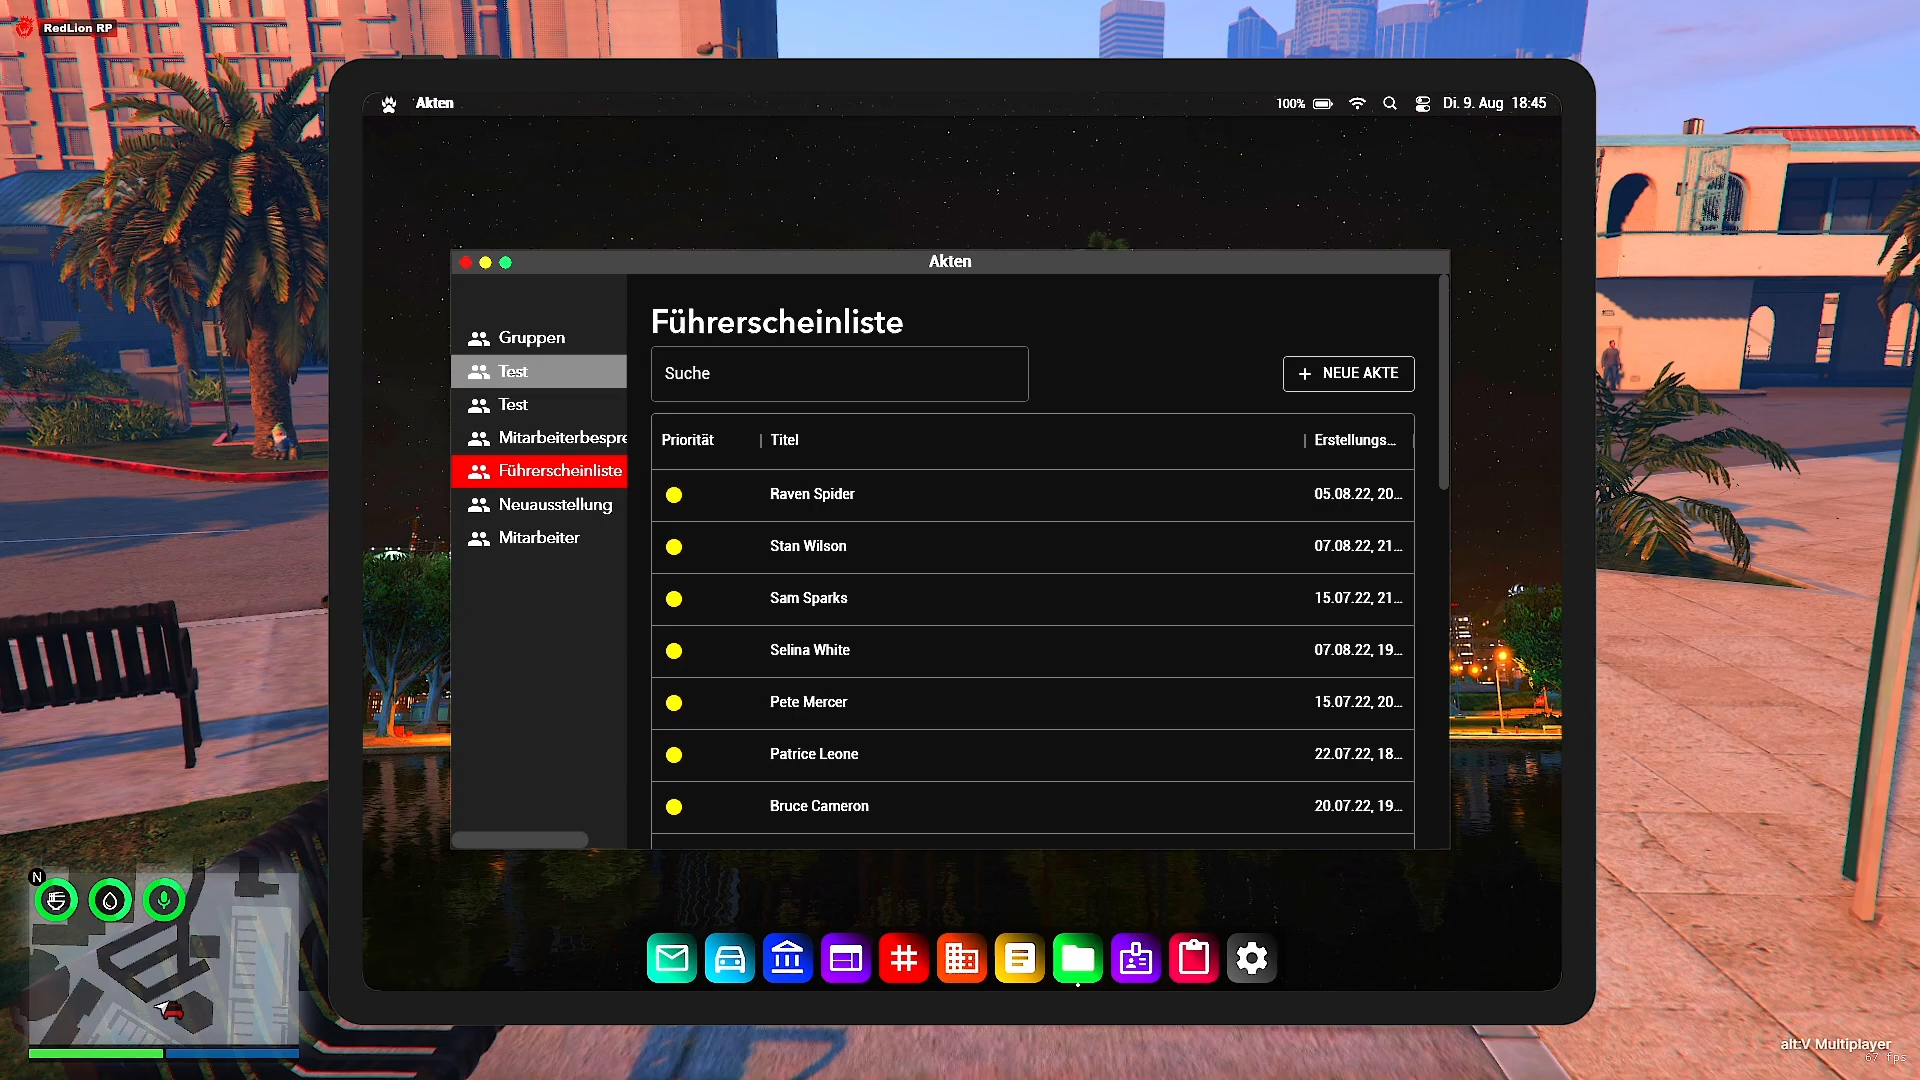 RedLion RP
Akten
100%
Di. 9. Aug 18:45
Akten
Gruppen
Test
Test
Mitarbeiterbespre
Führerscheinliste
Neuausstellung
Mitarbeiter
Führerscheinliste
Suche
+ NEUE AKTE
Priorität
Titel
Erstellungs...
Raven Spider
05.08.22, 20...
Stan Wilson
07.08.22, 21...
Sam Sparks
15.07.22, 21...
Selina White
07.08.22, 19...
Pete Mercer
15.07.22, 20...
Patrice Leone
22.07.22, 18...
Bruce Cameron
20.07.22, 19...
N
alt:V Multiplayer
67 fps